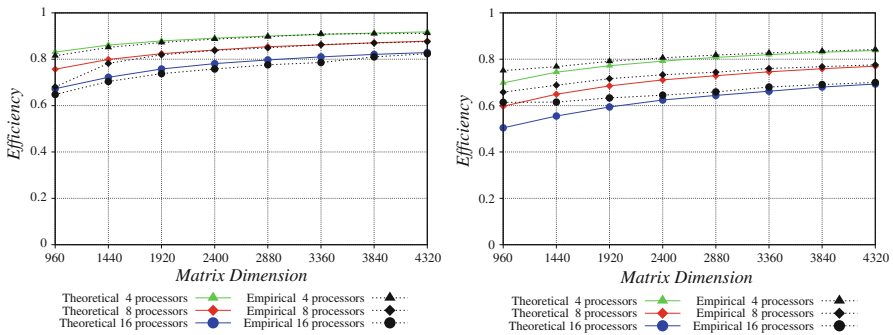 1
0.8
0.6
0.4
0.2
0
Efficiency
960 1440 1920 2400 2880 3360 3840 4320
Matrix Dimension
Theoretical 4 processors Empirical 4 processors
Theoretical 8 processors Empirical 8 processors
Theoretical 16 processors Empirical 16 processors
1
0.8
0.6
0.4
0.2
0
Efficiency
960 1440 1920 2400 2880 3360 3840 4320
Matrix Dimension
Theoretical 4 processors Empirical 4 processors
Theoretical 8 processors Empirical 8 processors
Theoretical 16 processors Empirical 16 processors